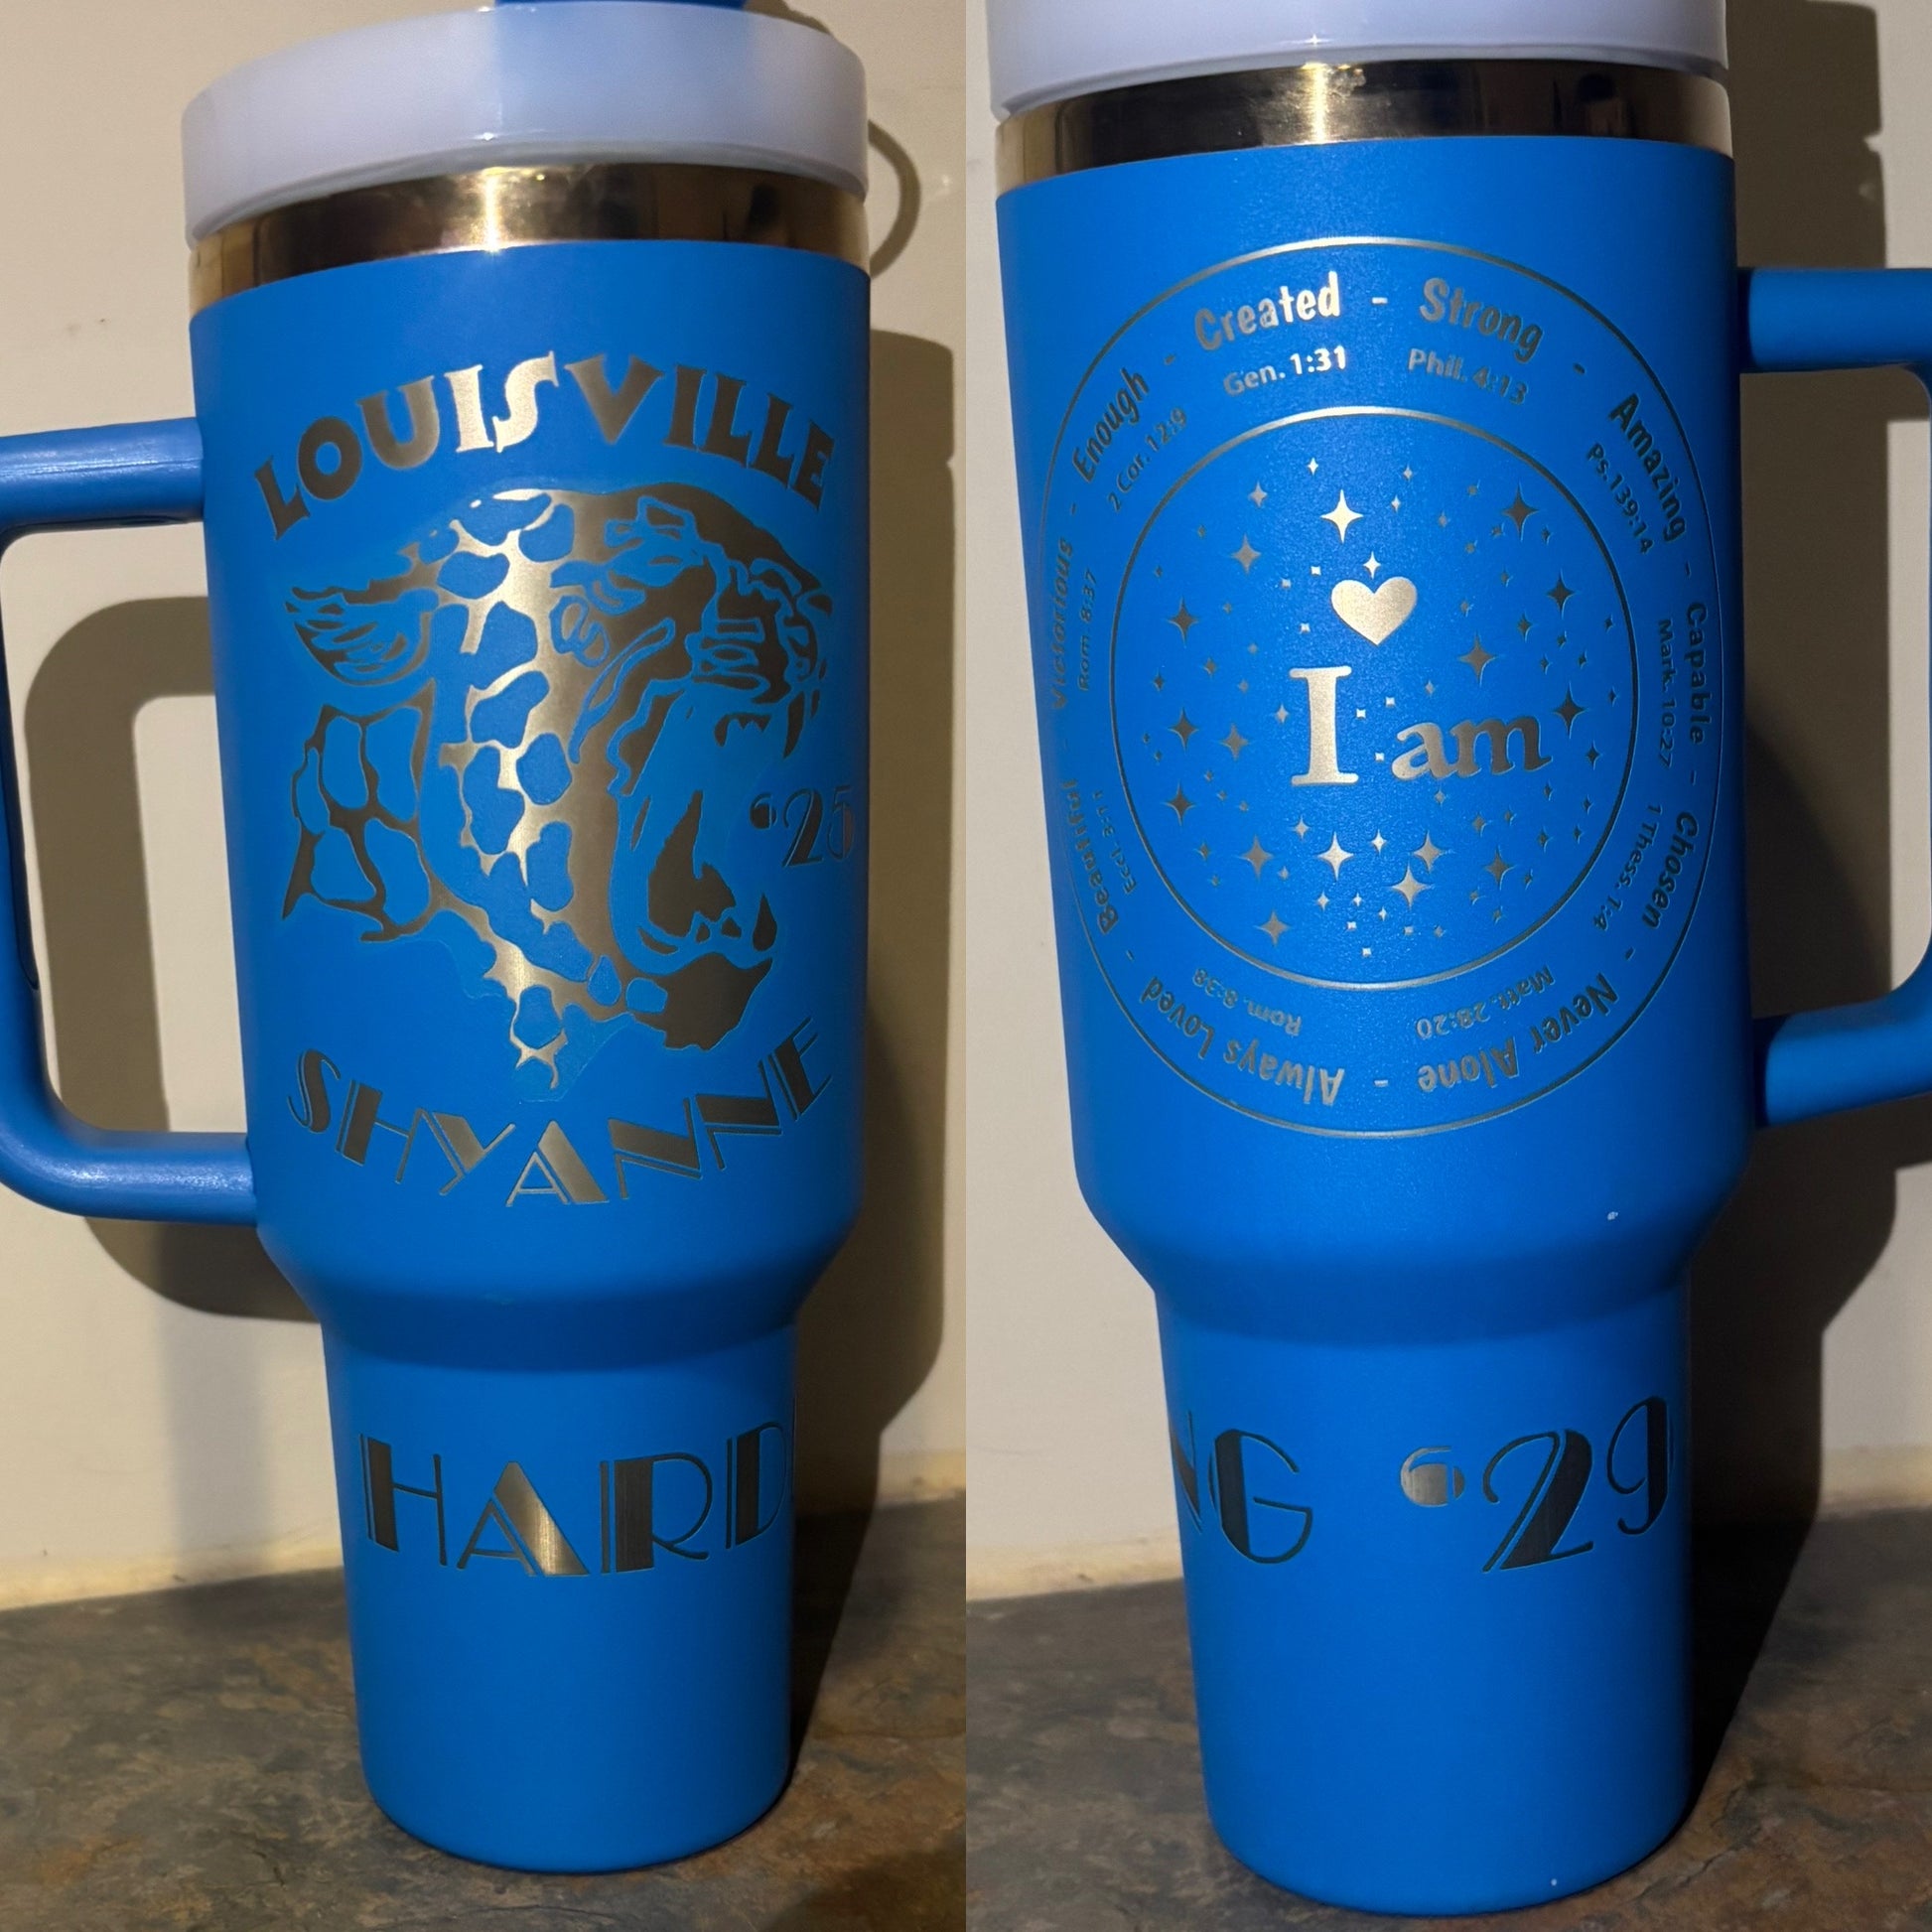 LOUISVILLE
'25
SHYANNE
HARD
Created - Strong - Amazing - Capable - Chosen - Never Alone - Always Loved - Beautiful - Victorious - Enough -
Gen. 1:31 Phil. 4:13 Ps. 139:14 Mark. 10:27 1 Thess. 1:4 Matt. 28:20 Rom. 8:38 Ecl. 3:11 Rom. 8:37 2 Cor. 12:9
I am
NG '29